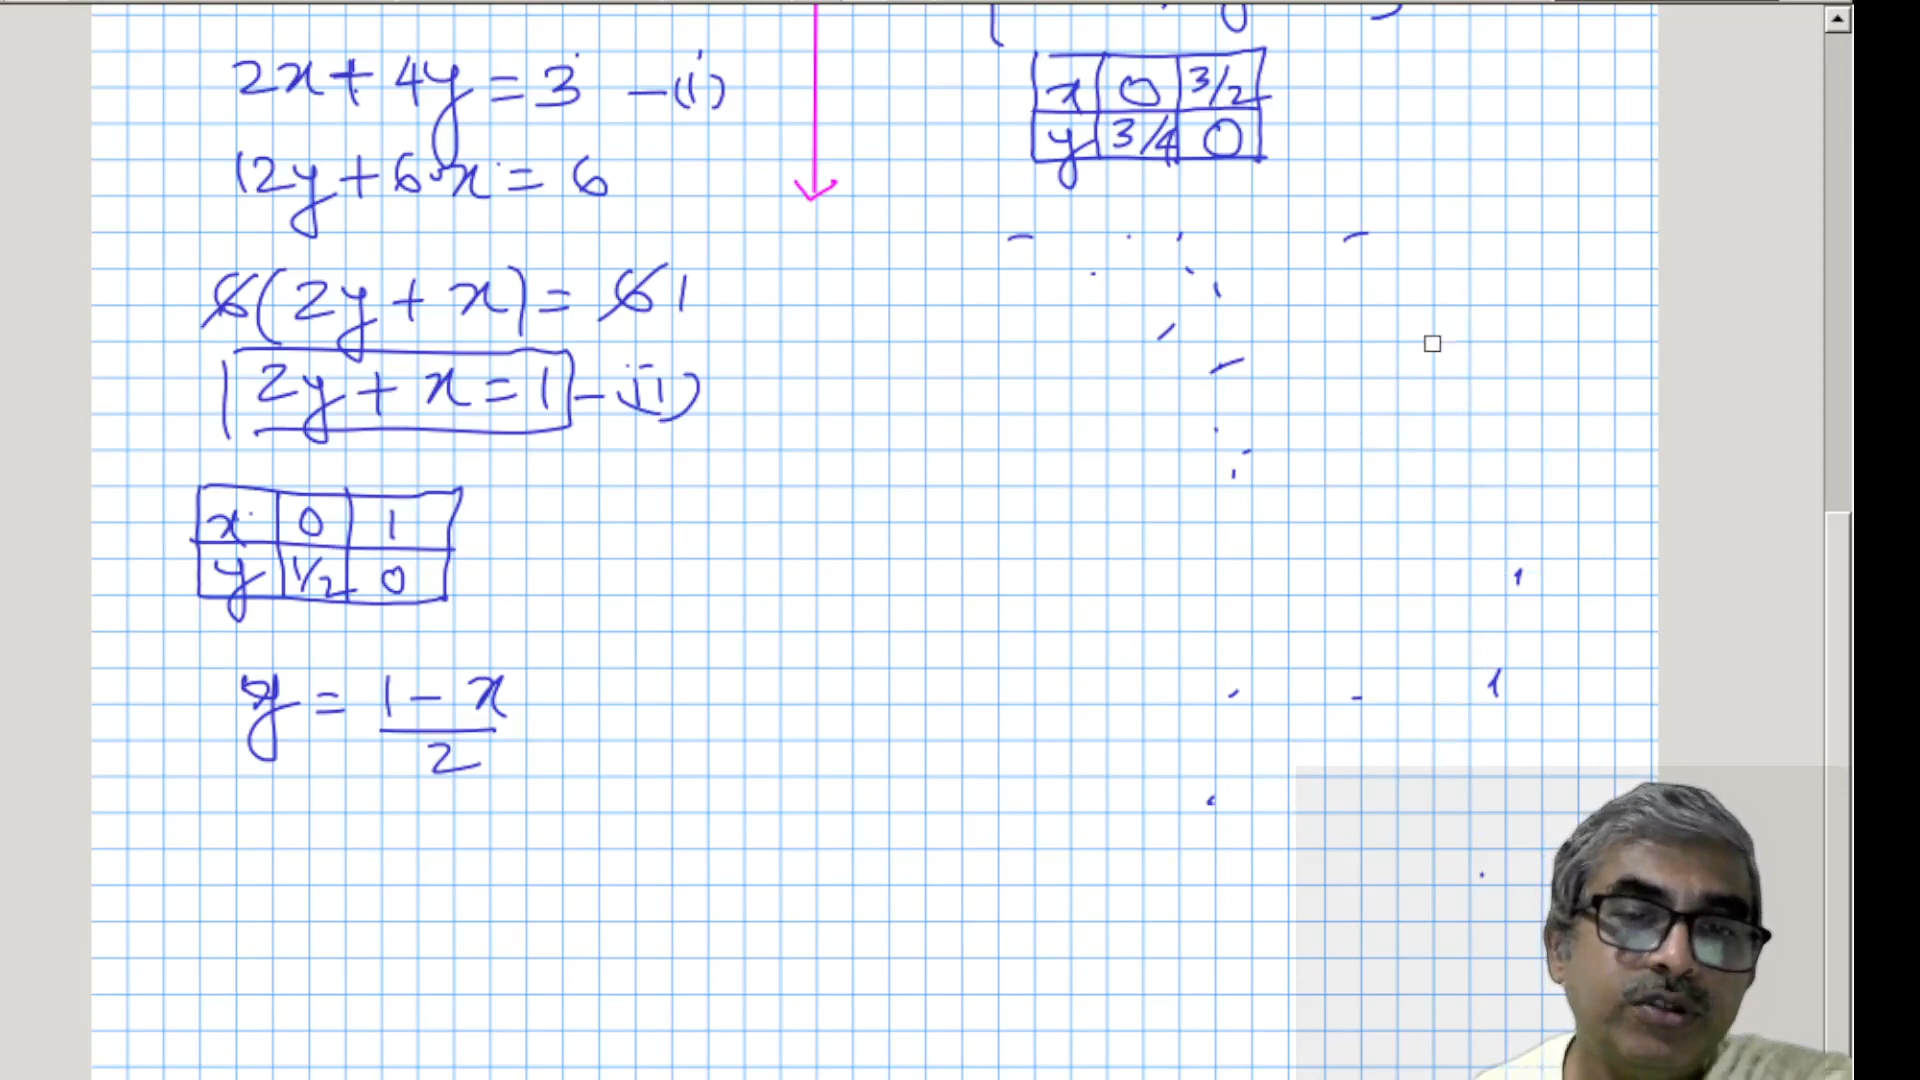 2x + 4y = 3 – (i)
12y + 6x = 6
6(2y + x) = 6 1
2y + x = 1 – (ii)
x 0 1
y 1/2 0
y = 1 – x
2
x 0 3/2
y 3/4 0